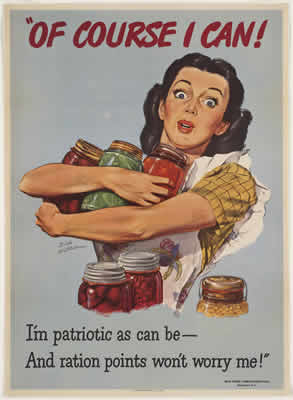 "OF COURSE I CAN!
I'm patriotic as can be—
And ration points won't worry me!"